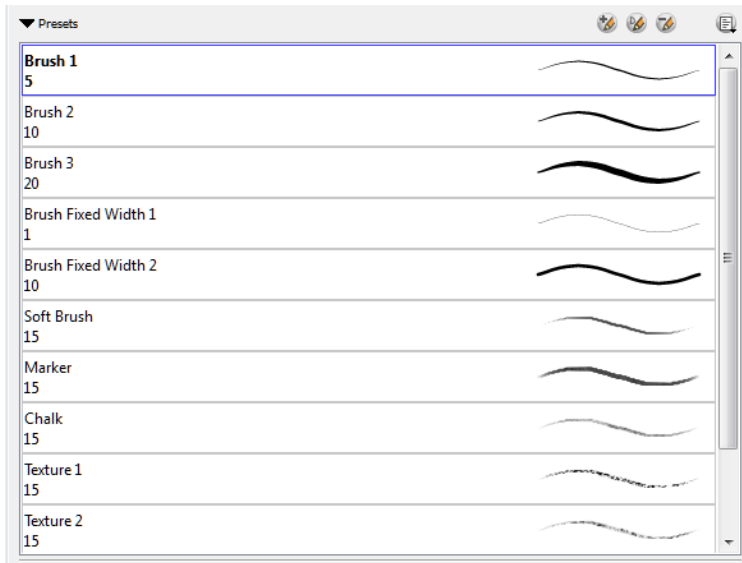 Presets
Brush 1
5
Brush 2
10
Brush 3
20
Brush Fixed Width 1
1
Brush Fixed Width 2
10
Soft Brush
15
Marker
15
Chalk
15
Texture 1
15
Texture 2
15